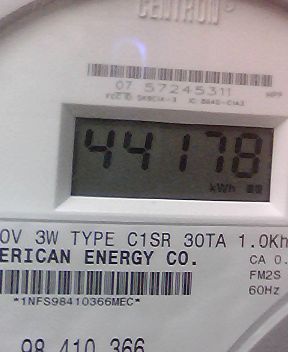 CENTRON®
07 57245311
44178
kWh
0V 3W TYPE C1SR 30TA 1.0Kh
ERICAN ENERGY CO.
CA 0.
FM2S
60Hz
*1NFS98410366MEC*
98 410 366